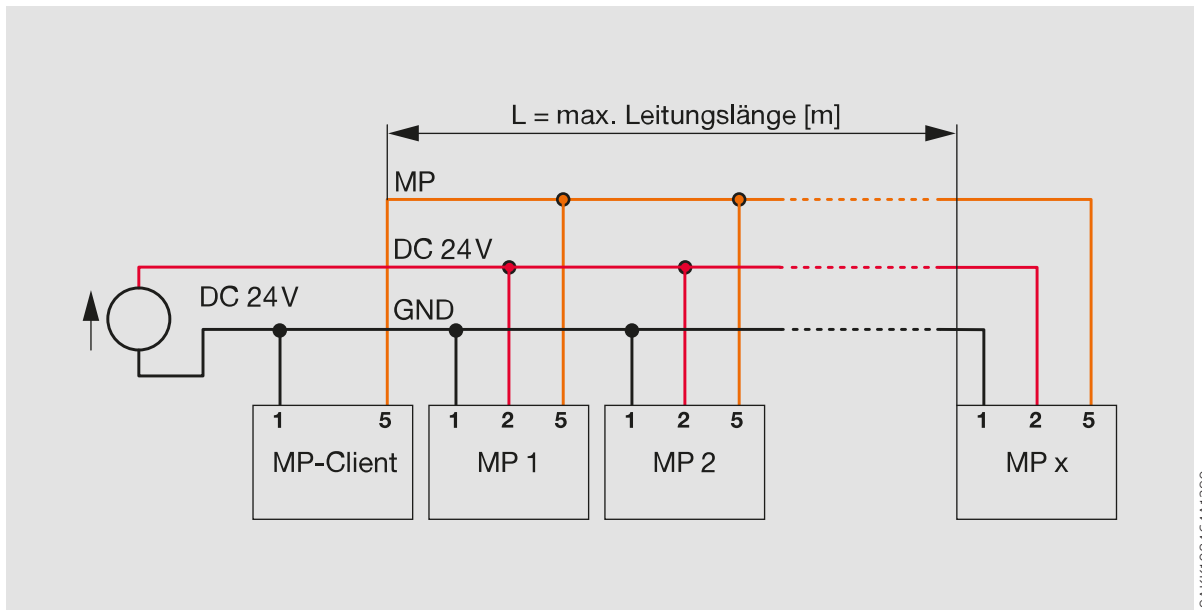 L = max. Leitungslänge [m]
MP
DC 24 V
DC 24 V
GND
1 5 1 2 5 1 2 5 1 2 5
MP-Client MP 1 MP 2 MP x